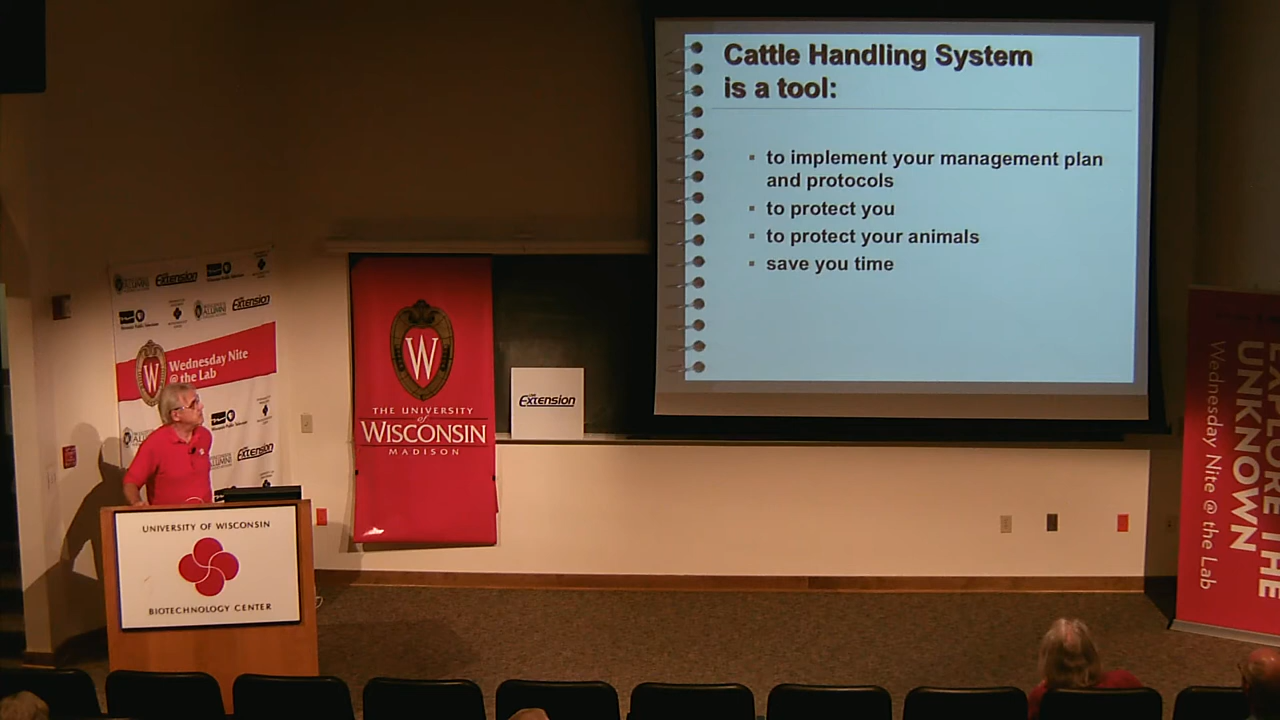 Cattle Handling System
is a tool:
▪ to implement your management plan
and protocols
▪ to protect you
▪ to protect your animals
▪ save you time
Extension
ALUMNI
Extension
Wednesday Nite
@ the Lab
Extension
W
THE UNIVERSITY
of
WISCONSIN
MADISON
Extension
UNIVERSITY OF WISCONSIN
BIOTECHNOLOGY CENTER
EXPLORE THE
UNKNOWN
Wednesday Nite @ the Lab